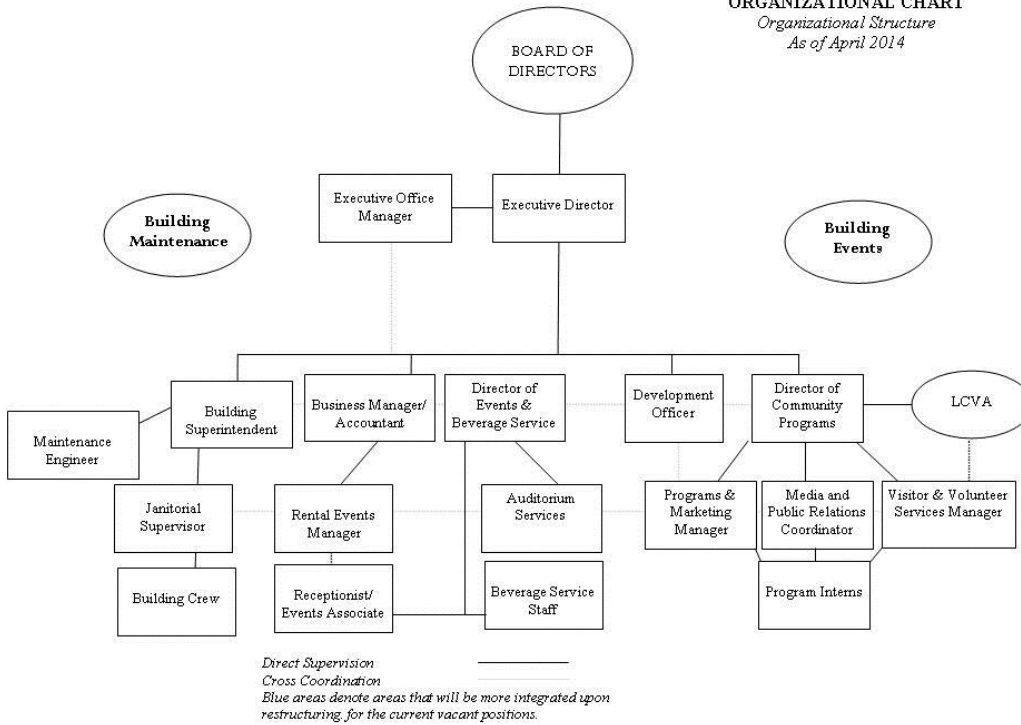 ORGANIZATIONAL CHART
Organizational Structure
As of April 2014
BOARD OF
DIRECTORS
Executive Office
Manager
Executive Director
Building
Maintenance
Building
Events
Building
Superintendent
Business Manager/
Accountant
Director of
Events &
Beverage Service
Development
Officer
Director of
Community
Programs
LCVA
Maintenance
Engineer
Janitorial
Supervisor
Rental Events
Manager
Auditorium
Services
Programs &
Marketing
Manager
Media and
Public Relations
Coordinator
Visitor & Volunteer
Services Manager
Building Crew
Receptionist/
Events Associate
Beverage Service
Staff
Program Interns
Direct Supervision
Cross Coordination
Blue areas denote areas that will be more integrated upon
restructuring, for the current vacant positions.